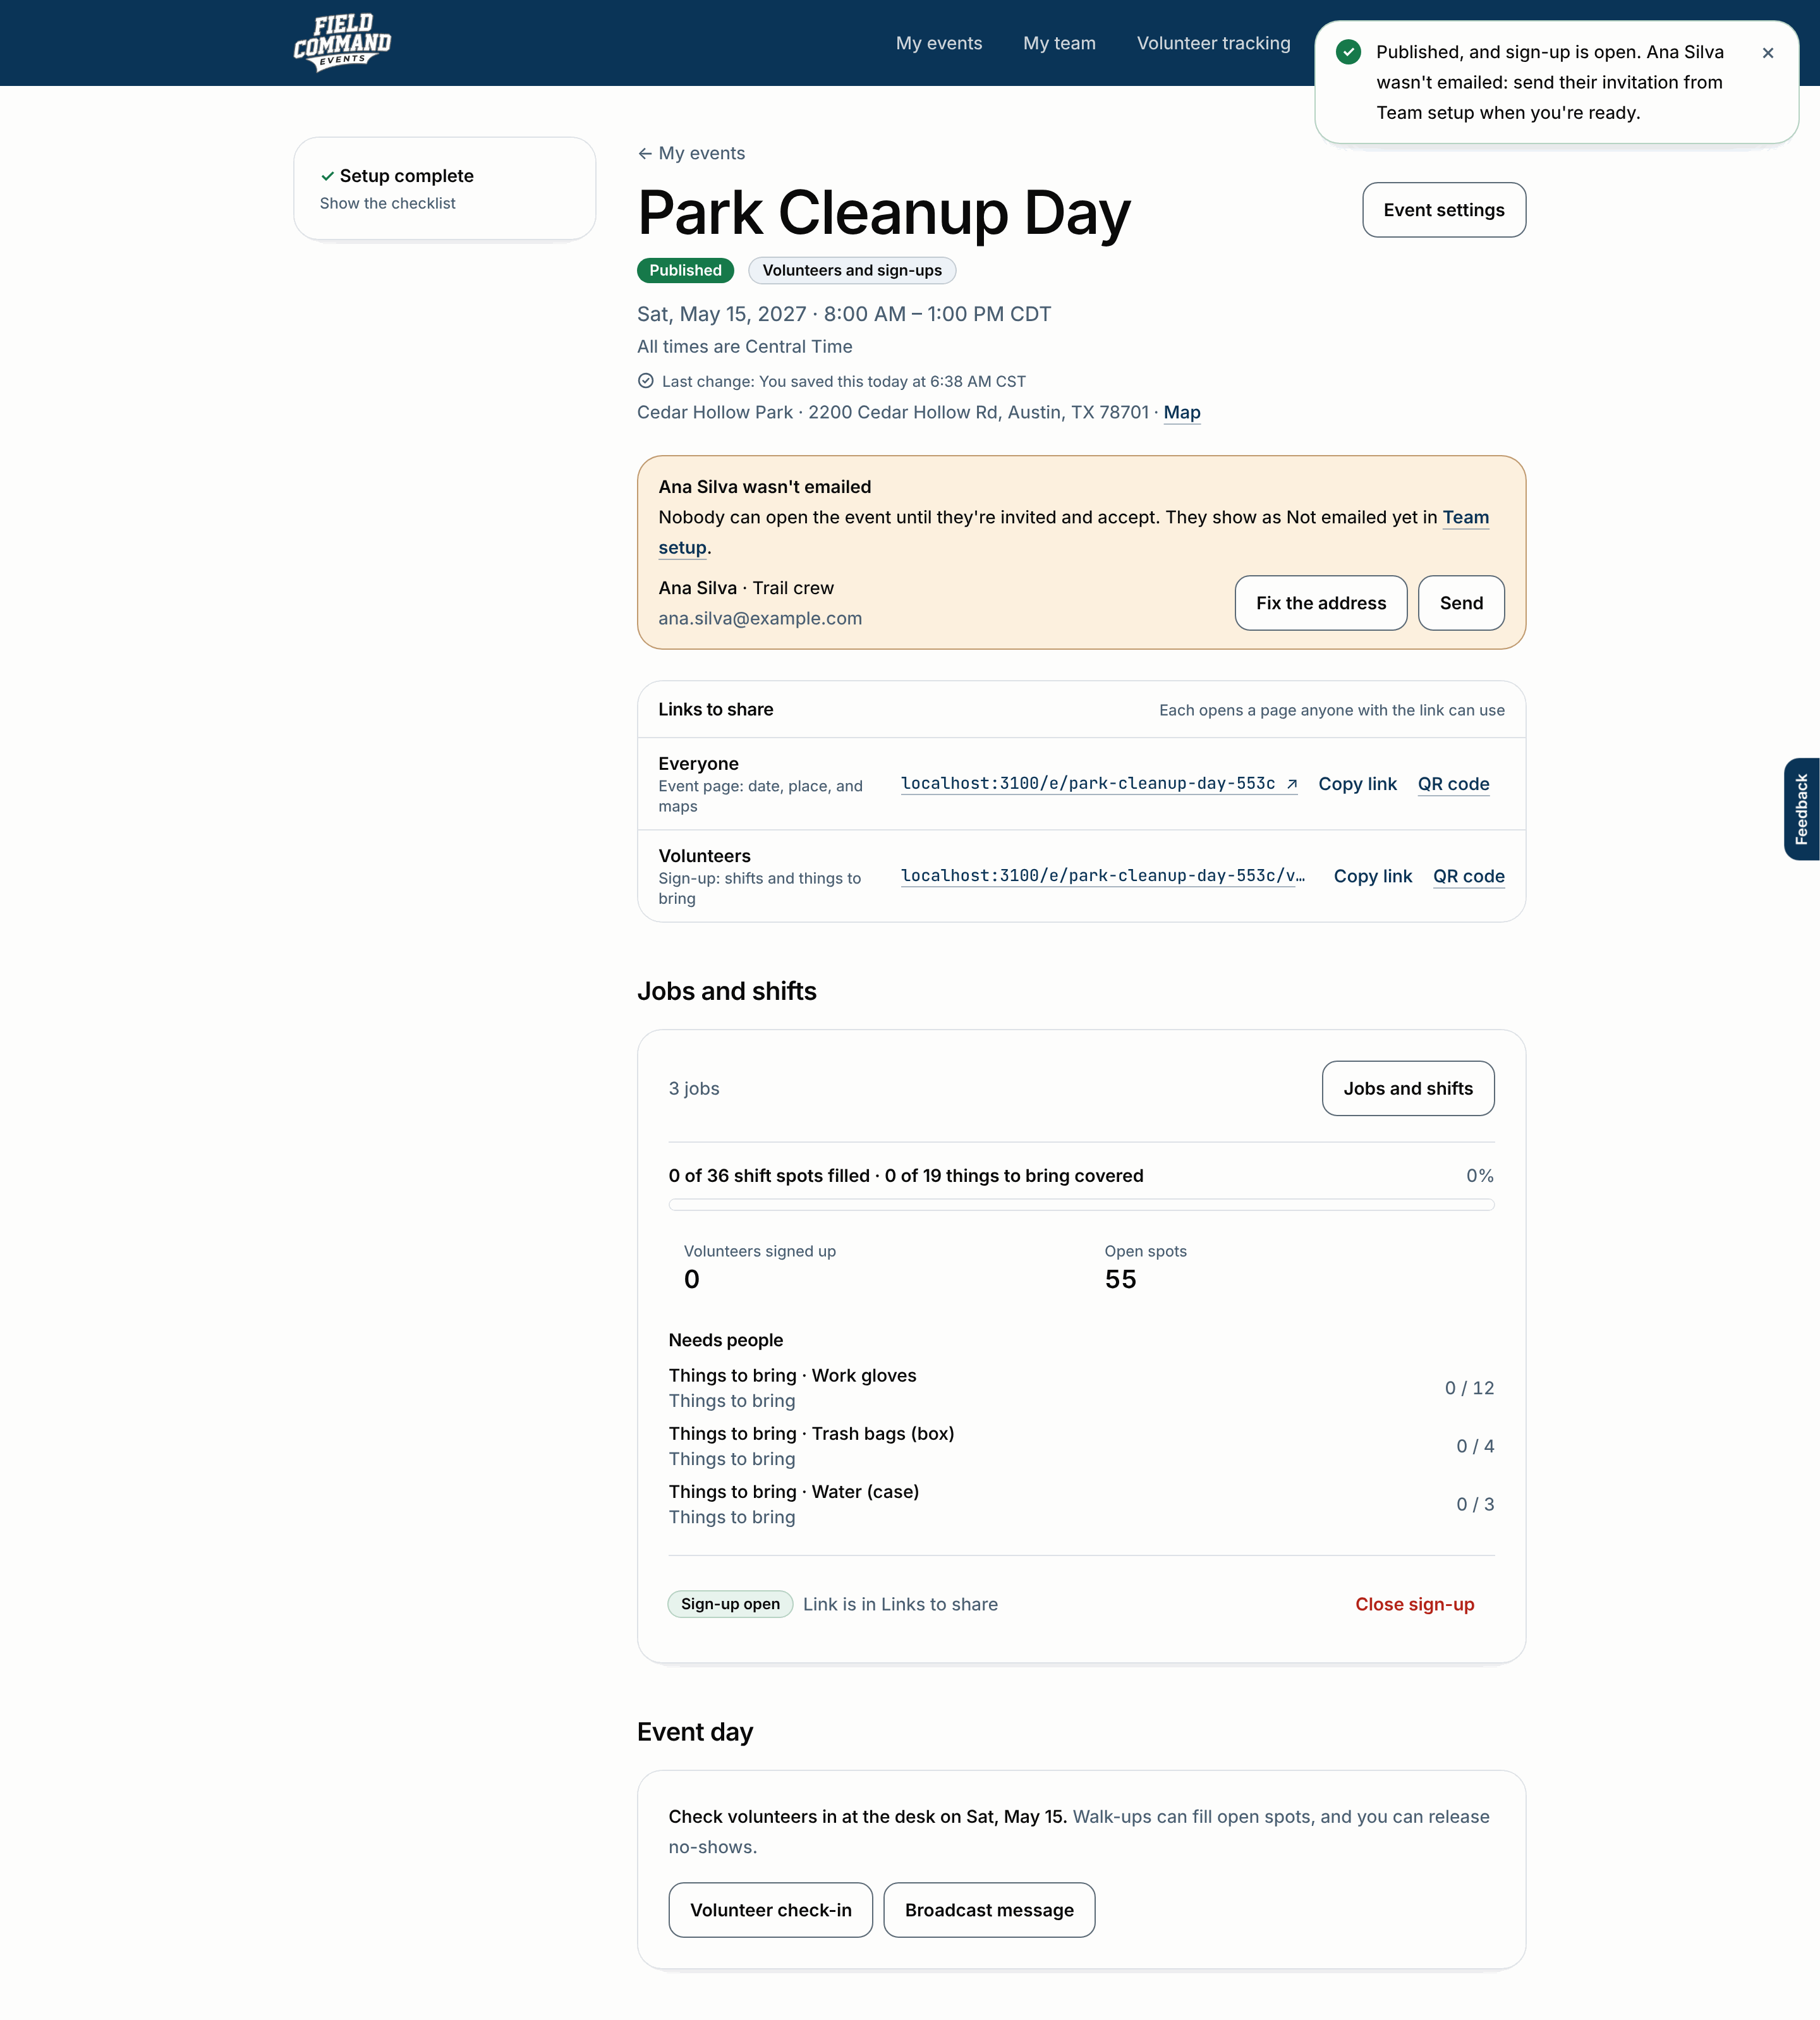 FIELD
COMMAND
EVENTS
My events
My team
Volunteer tracking
Published, and sign-up is open. Ana Silva
wasn't emailed: send their invitation from
Team setup when you're ready.
✓ Setup complete
Show the checklist
← My events
Park Cleanup Day
Event settings
Published
Volunteers and sign-ups
Sat, May 15, 2027 · 8:00 AM – 1:00 PM CDT
All times are Central Time
Last change: You saved this today at 6:38 AM CST
Cedar Hollow Park · 2200 Cedar Hollow Rd, Austin, TX 78701 · Map
Ana Silva wasn't emailed
Nobody can open the event until they're invited and accept. They show as Not emailed yet in Team
setup.
Ana Silva · Trail crew
ana.silva@example.com
Fix the address
Send
Links to share
Each opens a page anyone with the link can use
Everyone
Event page: date, place, and
maps
localhost:3100/e/park-cleanup-day-553c ↗
Copy link
QR code
Volunteers
Sign-up: shifts and things to
bring
localhost:3100/e/park-cleanup-day-553c/v…
Copy link
QR code
Feedback
Jobs and shifts
3 jobs
Jobs and shifts
0 of 36 shift spots filled · 0 of 19 things to bring covered
0%
Volunteers signed up
0
Open spots
55
Needs people
Things to bring · Work gloves
Things to bring
0 / 12
Things to bring · Trash bags (box)
Things to bring
0 / 4
Things to bring · Water (case)
Things to bring
0 / 3
Sign-up open
Link is in Links to share
Close sign-up
Event day
Check volunteers in at the desk on Sat, May 15. Walk-ups can fill open spots, and you can release
no-shows.
Volunteer check-in
Broadcast message